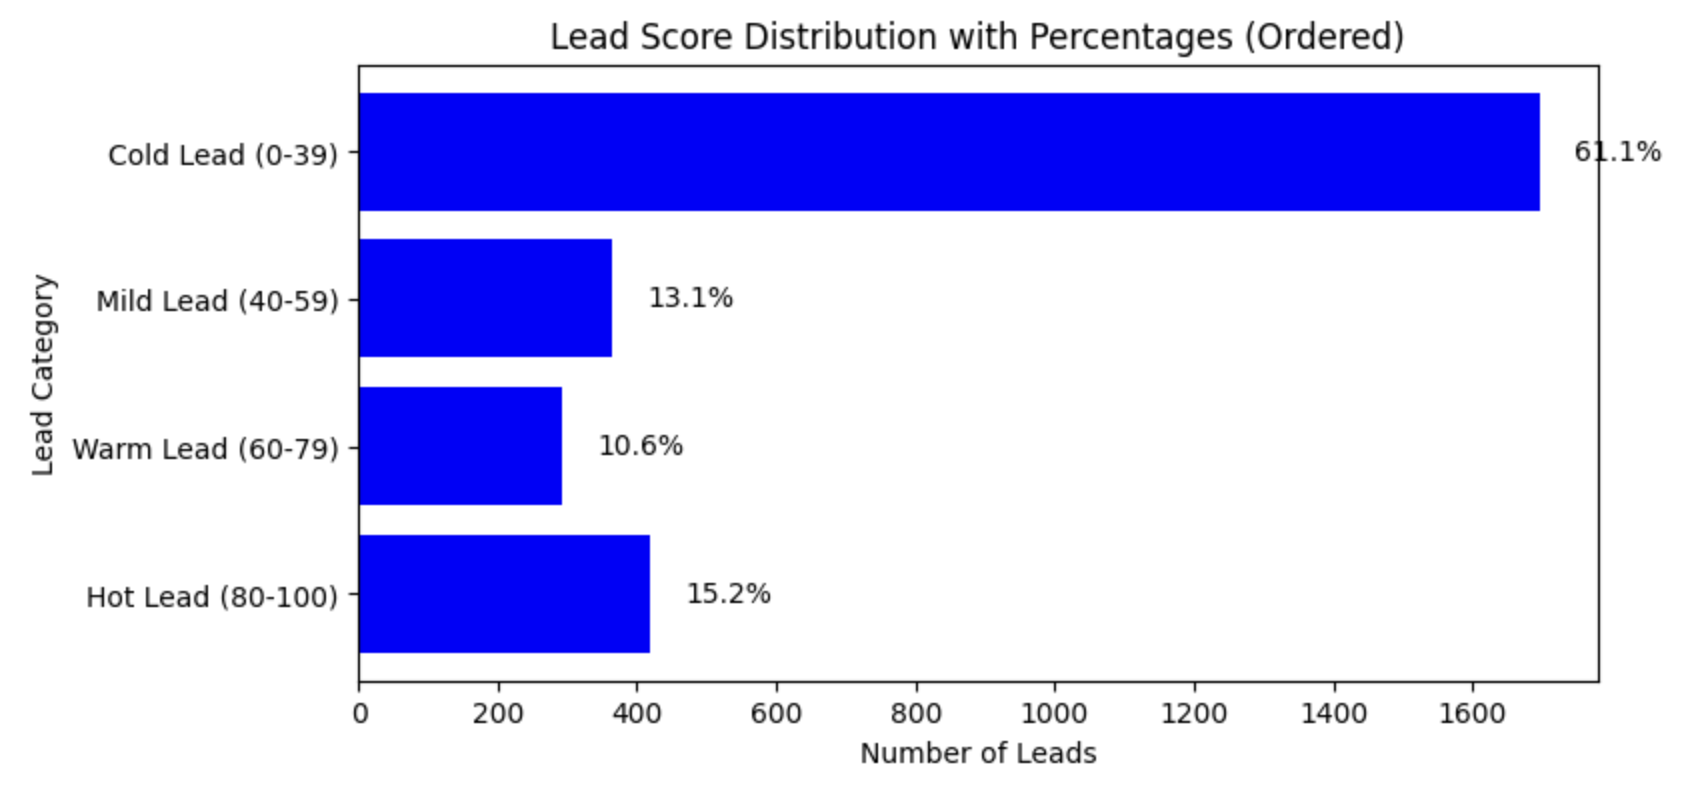 Lead Score Distribution with Percentages (Ordered)
Cold Lead (0-39)
61.1%
Mild Lead (40-59)
13.1%
Warm Lead (60-79)
10.6%
Hot Lead (80-100)
15.2%
Lead Category
0 200 400 600 800 1000 1200 1400 1600
Number of Leads